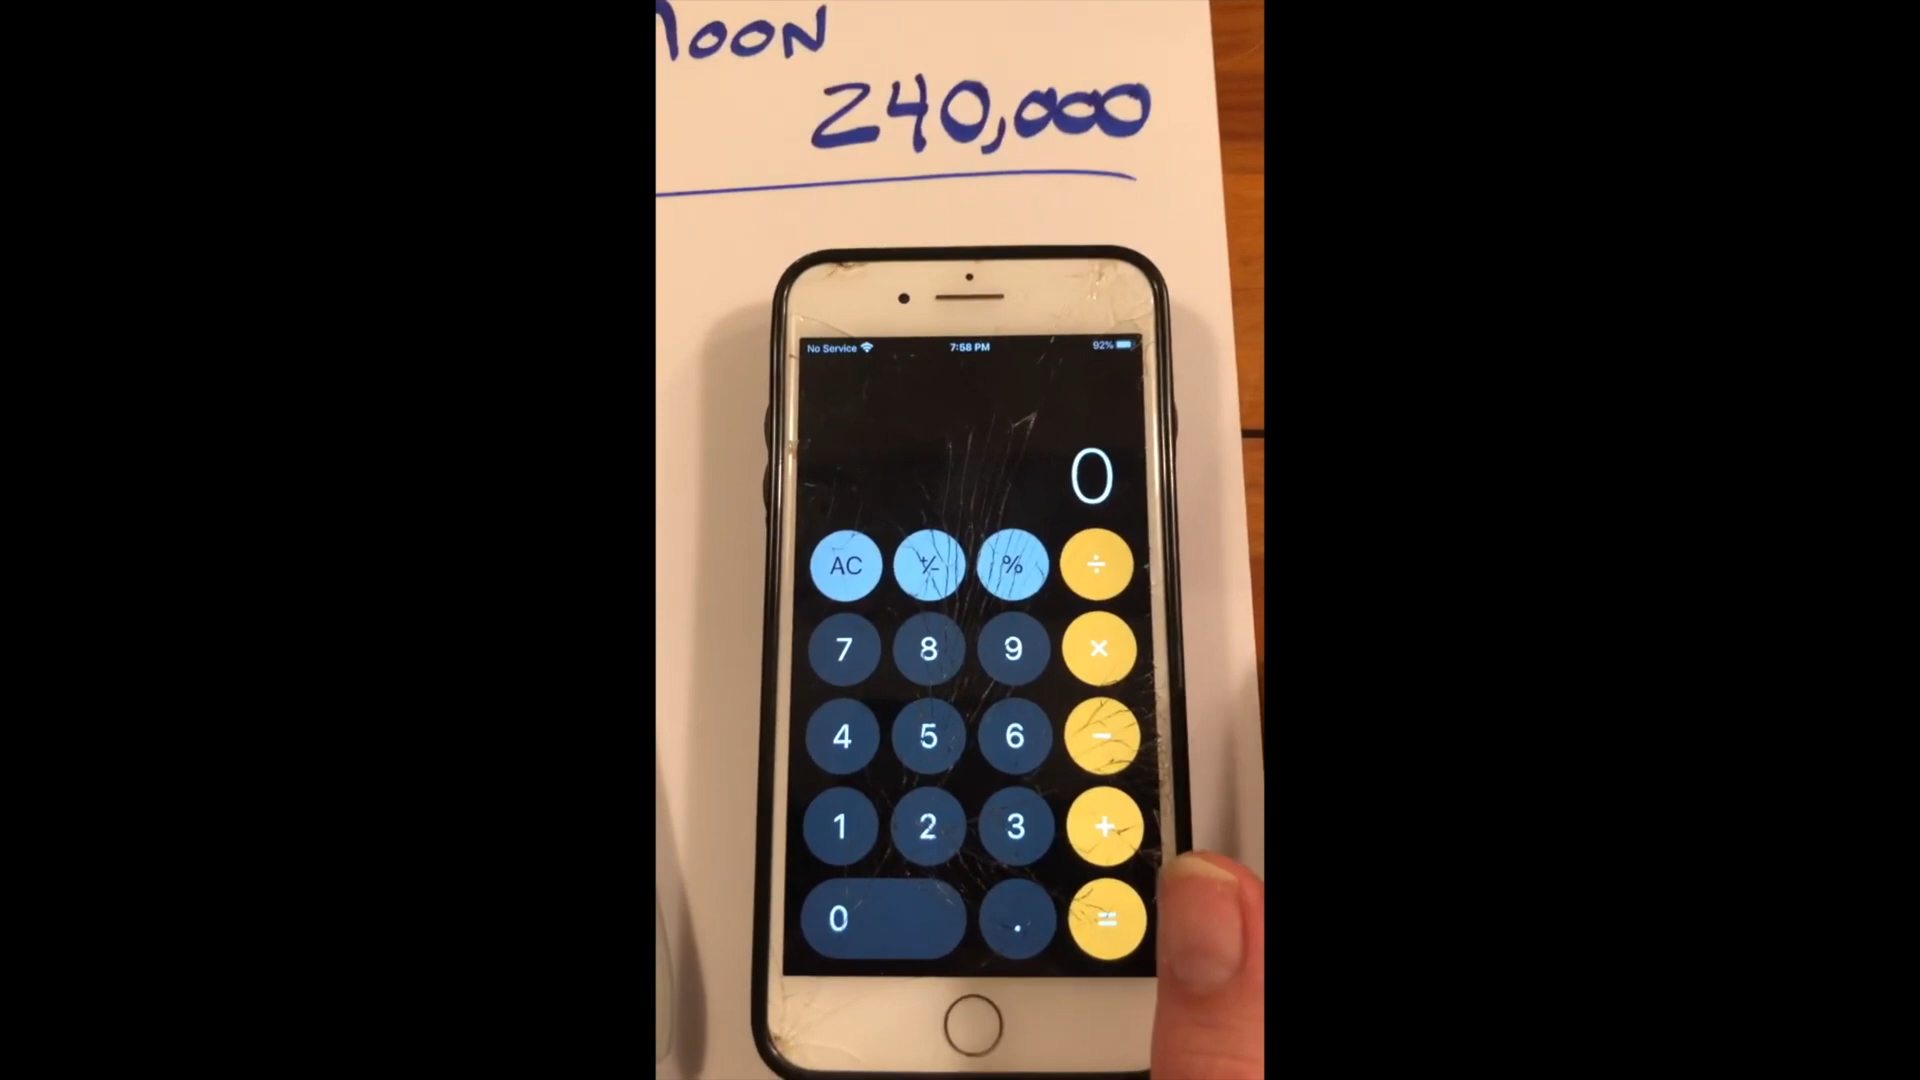 MOON
240,000
No Service 7:58 PM 92%
0
AC +/- % ÷
7 8 9 ×
4 5 6 −
1 2 3 +
0 . =